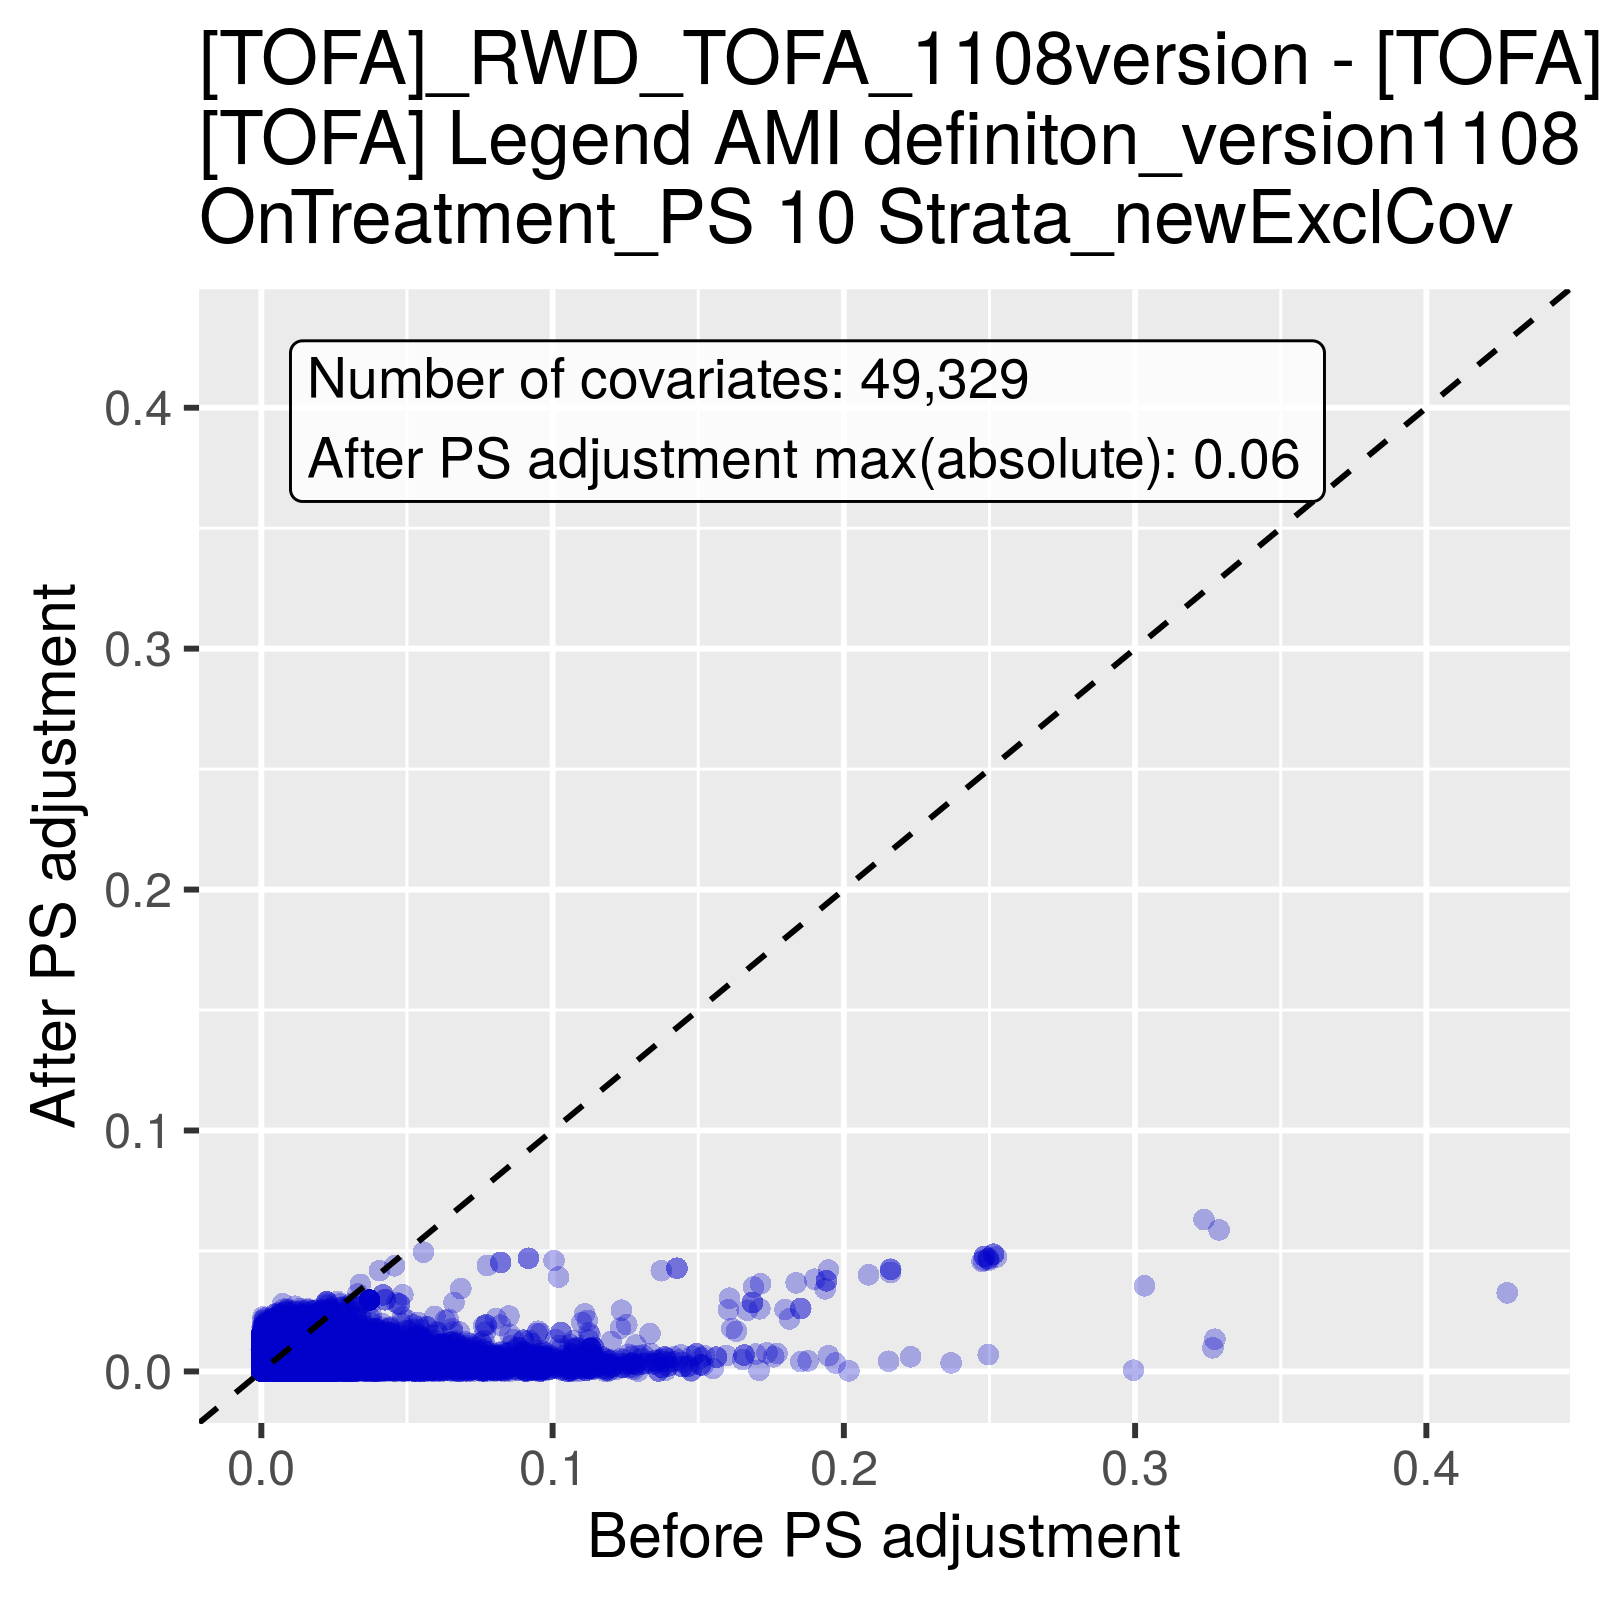 [TOFA]_RWD_TOFA_1108version - [TOFA]
[TOFA] Legend AMI definiton_version1108
OnTreatment_PS 10 Strata_newExclCov
Number of covariates: 49,329
After PS adjustment max(absolute): 0.06
After PS adjustment
0.4
0.3
0.2
0.1
0.0
0.0 0.1 0.2 0.3 0.4
Before PS adjustment